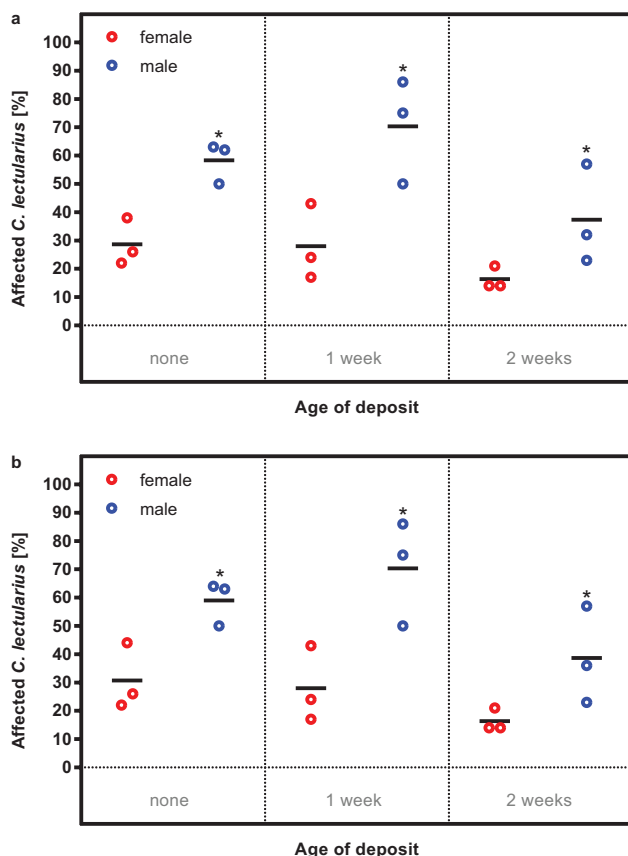 a
female
male
100
90
80
70
60
50
40
30
20
10
0
Affected C. lectularius [%]
*
*
*
none 1 week 2 weeks
Age of deposit
b
female
male
100
90
80
70
60
50
40
30
20
10
0
Affected C. lectularius [%]
*
*
*
none 1 week 2 weeks
Age of deposit